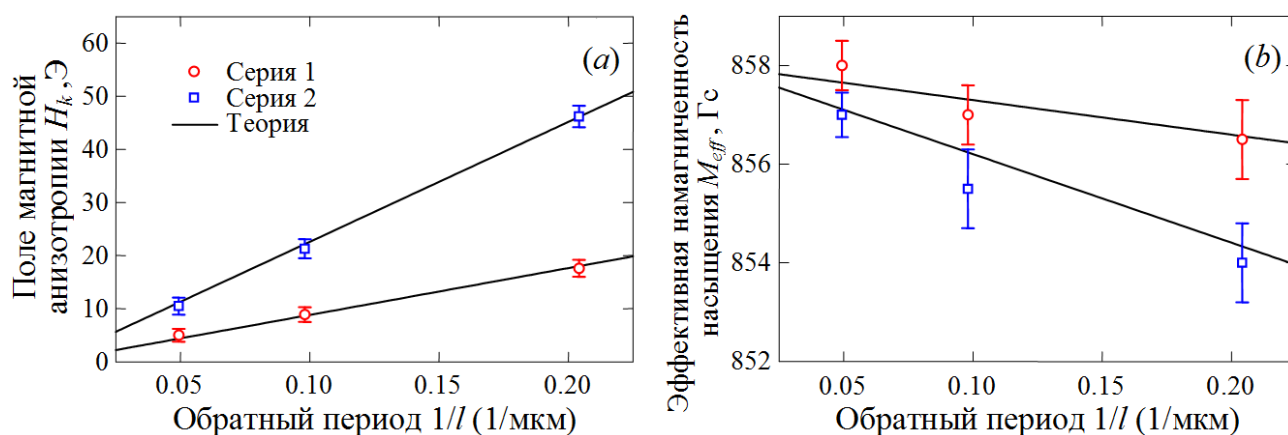 Поле магнитной
анизотропии Hk,Э
60
50
40
30
20
10
0
(a)
Серия 1
Серия 2
Теория
0.05
0.10
0.15
0.20
Обратный период 1/l (1/мкм)
Эффективная намагниченность
насыщения Meff, Гс
858
856
854
852
(b)
0.05
0.10
0.15
0.20
Обратный период 1/l (1/мкм)